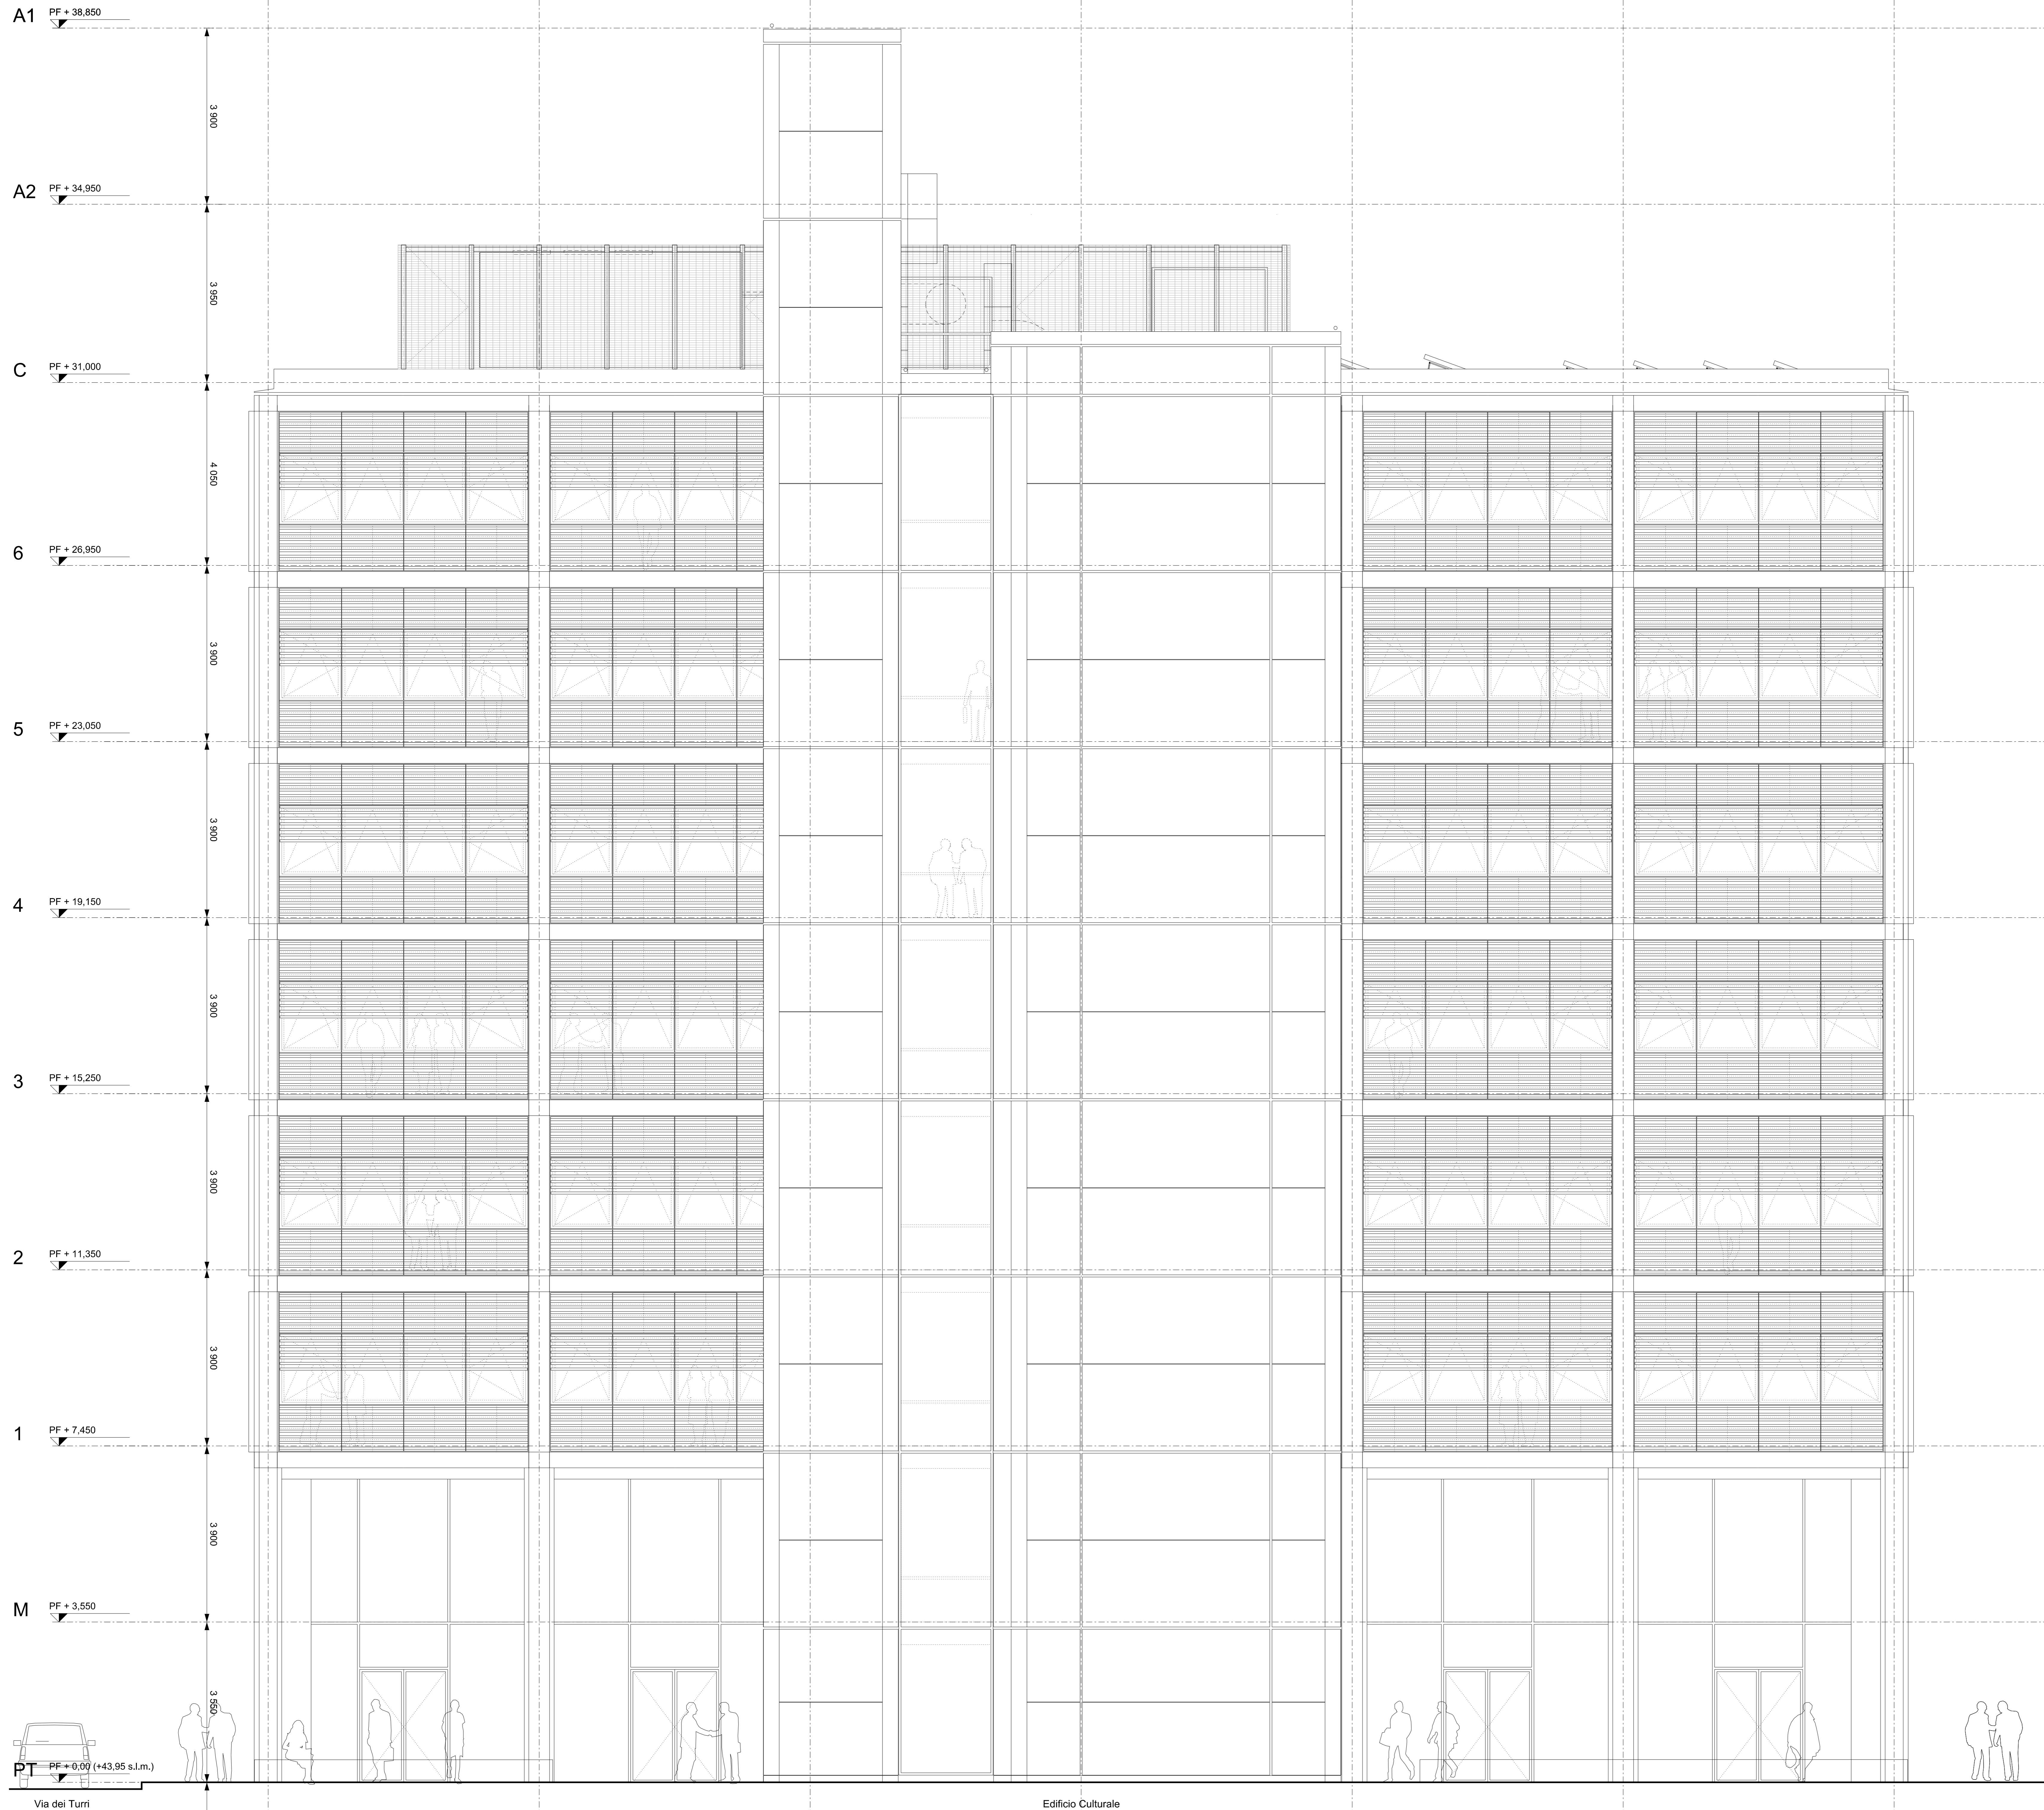 A1 PF + 38,850
3 900
A2 PF + 34,950
3 950
C PF + 31,000
4 050
6 PF + 26,950
3 900
5 PF + 23,050
3 900
4 PF + 19,150
3 900
3 PF + 15,250
3 900
2 PF + 11,350
3 900
1 PF + 7,450
3 900
M PF + 3,550
3 550
PT PF + 0,00 (+43,95 s.l.m.)
Via dei Turri
Edificio Culturale